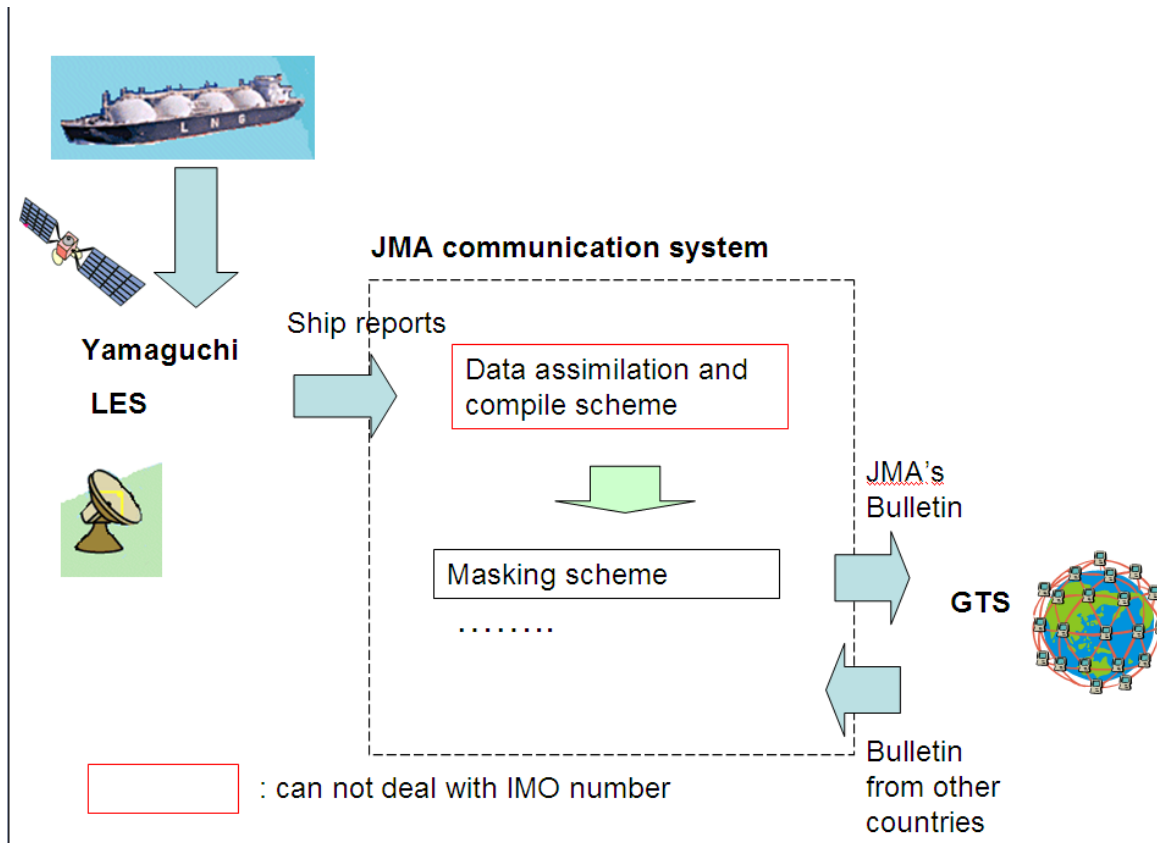 L N G
JMA communication system
Ship reports
Yamaguchi
LES
Data assimilation and
compile scheme
JMA's
Bulletin
Masking scheme
........
GTS
Bulletin
from other
countries
: can not deal with IMO number